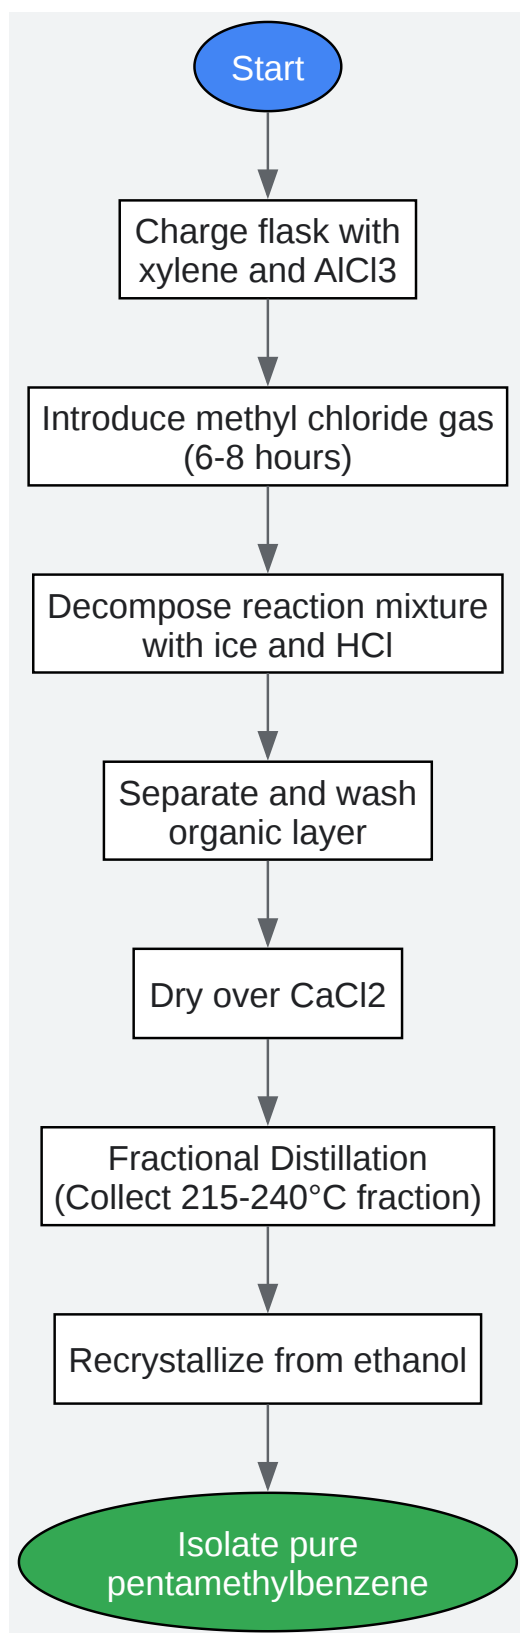 Start
Charge flask with
xylene and AlCl3
Introduce methyl chloride gas
(6-8 hours)
Decompose reaction mixture
with ice and HCl
Separate and wash
organic layer
Dry over CaCl2
Fractional Distillation
(Collect 215-240°C fraction)
Recrystallize from ethanol
Isolate pure
pentamethylbenzene